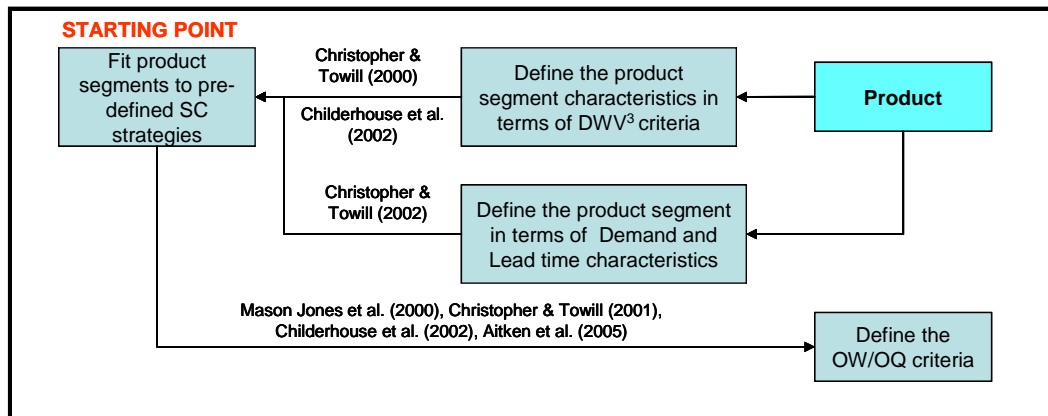 STARTING POINT
Fit product
segments to pre-
defined SC
strategies
Christopher &
Towill (2000)
Childerhouse et al.
(2002)
Define the product
segment characteristics in
terms of DWV³ criteria
Product
Christopher &
Towill (2002)
Define the product segment
in terms of Demand and
Lead time characteristics
Mason Jones et al. (2000), Christopher & Towill (2001),
Childerhouse et al. (2002), Aitken et al. (2005)
Define the
OW/OQ criteria